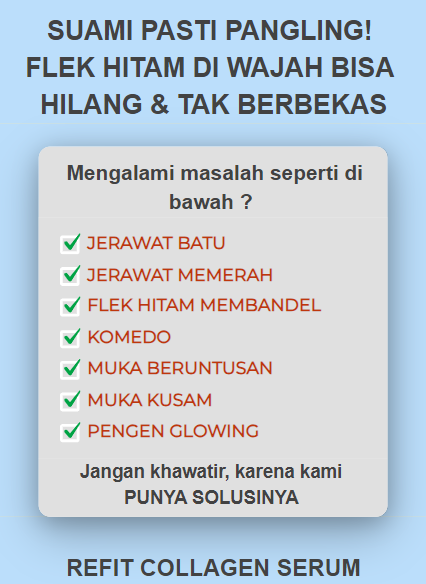 SUAMI PASTI PANGLING!
FLEK HITAM DI WAJAH BISA
HILANG & TAK BERBEKAS
Mengalami masalah seperti di
bawah ?
JERAWAT BATU
JERAWAT MEMERAH
FLEK HITAM MEMBANDEL
KOMEDO
MUKA BERUNTUSAN
MUKA KUSAM
PENGEN GLOWING
Jangan khawatir, karena kami
PUNYA SOLUSINYA
REFIT COLLAGEN SERUM